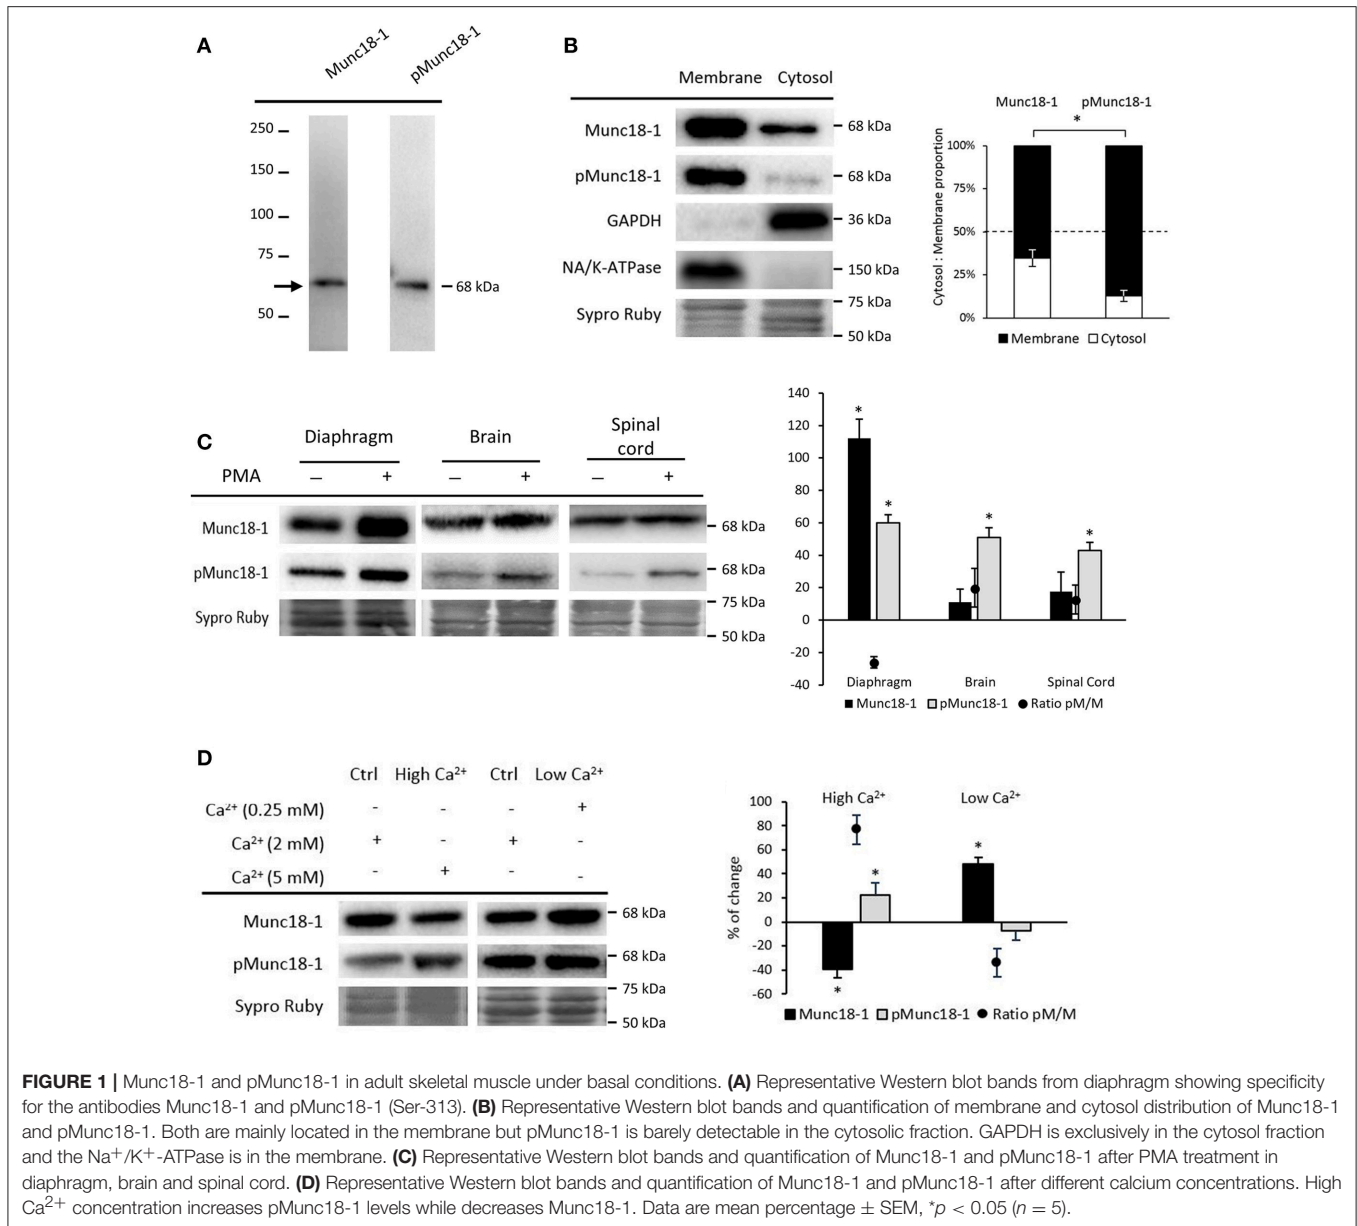 A
Munc18-1
pMunc18-1
250
150
100
75
50
68 kDa
B
Membrane Cytosol
Munc18-1
68 kDa
pMunc18-1
68 kDa
GAPDH
36 kDa
NA/K-ATPase
150 kDa
Sypro Ruby
75 kDa
50 kDa
Munc18-1 pMunc18-1
*
Cytosol : Membrane proportion
100%
75%
50%
25%
0%
Membrane Cytosol
C
Diaphragm Brain Spinal cord
PMA – + – + – +
Munc18-1
68 kDa
pMunc18-1
68 kDa
Sypro Ruby
75 kDa
50 kDa
140
120
100
80
60
40
20
0
-20
-40
* * * *
Diaphragm Brain Spinal Cord
Munc18-1 pMunc18-1 Ratio pM/M
D
Ctrl High Ca²⁺ Ctrl Low Ca²⁺
Ca²⁺ (0.25 mM) - - - +
Ca²⁺ (2 mM) + - + -
Ca²⁺ (5 mM) - + - -
Munc18-1
68 kDa
pMunc18-1
68 kDa
Sypro Ruby
75 kDa
50 kDa
High Ca²⁺ Low Ca²⁺
% of change
100
80
60
40
20
0
-20
-40
-60
* * *
Munc18-1 pMunc18-1 Ratio pM/M
FIGURE 1 | Munc18-1 and pMunc18-1 in adult skeletal muscle under basal conditions. (A) Representative Western blot bands from diaphragm showing specificity
for the antibodies Munc18-1 and pMunc18-1 (Ser-313). (B) Representative Western blot bands and quantification of membrane and cytosol distribution of Munc18-1
and pMunc18-1. Both are mainly located in the membrane but pMunc18-1 is barely detectable in the cytosolic fraction. GAPDH is exclusively in the cytosol fraction
and the Na⁺/K⁺-ATPase is in the membrane. (C) Representative Western blot bands and quantification of Munc18-1 and pMunc18-1 after PMA treatment in
diaphragm, brain and spinal cord. (D) Representative Western blot bands and quantification of Munc18-1 and pMunc18-1 after different calcium concentrations. High
Ca²⁺ concentration increases pMunc18-1 levels while decreases Munc18-1. Data are mean percentage ± SEM, *p < 0.05 (n = 5).